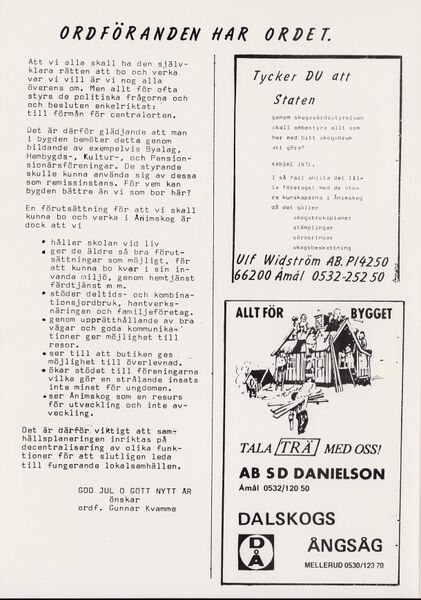 ORDFÖRANDEN HAR ORDET.
Att vi alla skall ha den själv-
klara rätten att bo och verka
var vi vill är vi nog alla
överens om. Men allt för ofta
styrs de politiska frågorna och
och besluten enkelriktat:
till förmån för centralorten.
Det är därför glädjande att man
i bygden bemöter detta genom
bildande av exempelvis Byalag,
Hembygds-, Kultur-, och Pension-
sionärsföreningar. De styrande
skulle kunna använda sig av dessa
som remissinstans. För vem kan
bygden bättre än vi som bor här?
En förutsättning för att vi skall
kunna bo och verka i Ånimskog är
dock att vi
• håller skolan vid liv
• ger de äldre så bra förut-
sättningar som möjligt, för
att kunna bo kvar i sin in-
vanda miljö, genom hemtjänst
färdtjänst m m.
• stöder deltids- och kombina-
tionsjordbruk, hantverks-
näringen och familjeföretag.
• genom upprätthållande av bra
vägar och goda kommunika-
tioner ger möjlighet till
resor.
• ser till att butiken ges
möjlighet till överlevnad.
• ökar stödet till föreningarna
vilka gör en strålande insats
inte minst för ungdomen.
• ser Ånimskog som en resurs
för utveckling och inte av-
veckling.
Det är därför viktigt att sam-
hällsplaneringen inriktas på
decentralisering av olika funk-
tioner för att slutligen leda
till fungerande lokalsamhällen.
GOD JUL O GOTT NYTT ÅR
önskar
ordf. Gunnar Kvamme
Tycker DU att
Staten
genom skogsvårdsstyrelsen
skall ombestyra allt som
har med Ditt skogsbruk
att göra?
KANSKE INTE,
I så fall anlita det lil-
la företaget med de sto-
ra kunskaperna i Ånimskog
då det gäller
skogsbruksplaner
stämplingar
värderingar
skogsbeskattning
Ulf Widström AB. Pl 4250
66200 Åmål 0532-252 50
ALLT FÖR BYGGET
TALA TRÄ MED OSS!
AB SD DANIELSON
Åmål 0532/120 50
DALSKOGS
DÅ
ÅNGSÅG
MELLERUD 0530/123 70